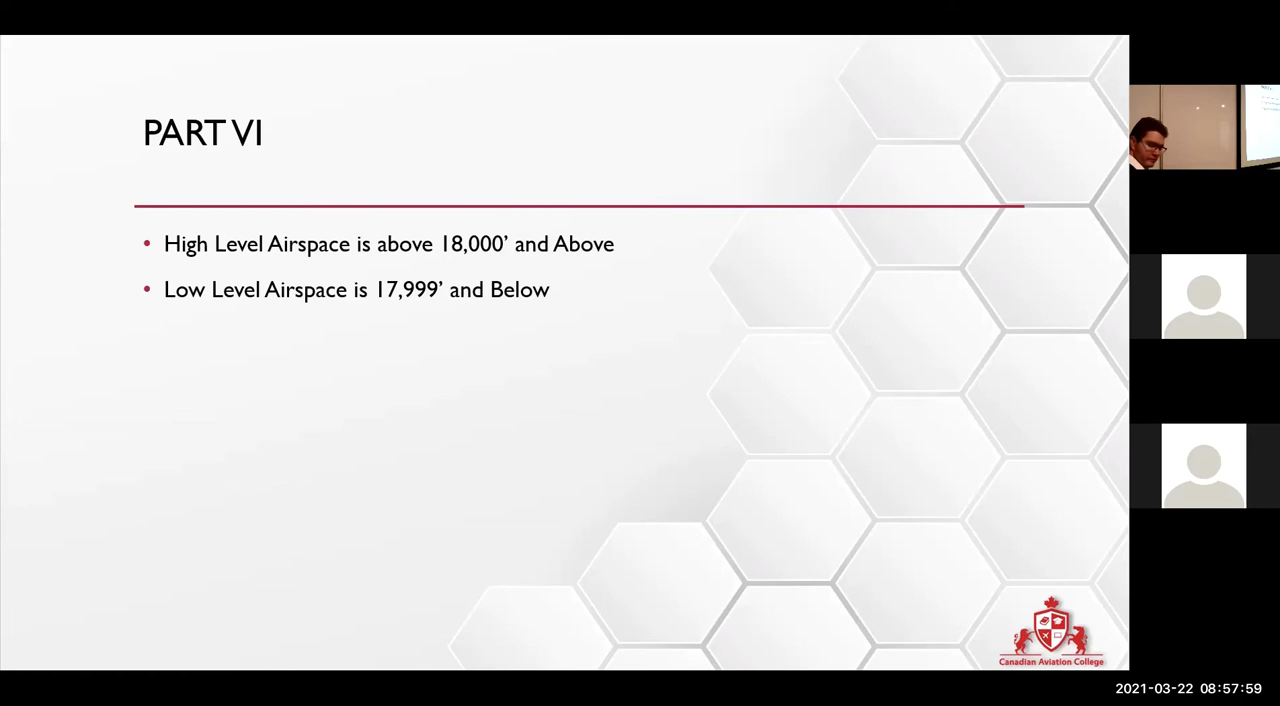 PART VI
• High Level Airspace is above 18,000’ and Above
• Low Level Airspace is 17,999’ and Below
Canadian Aviation College
2021-03-22 08:57:59